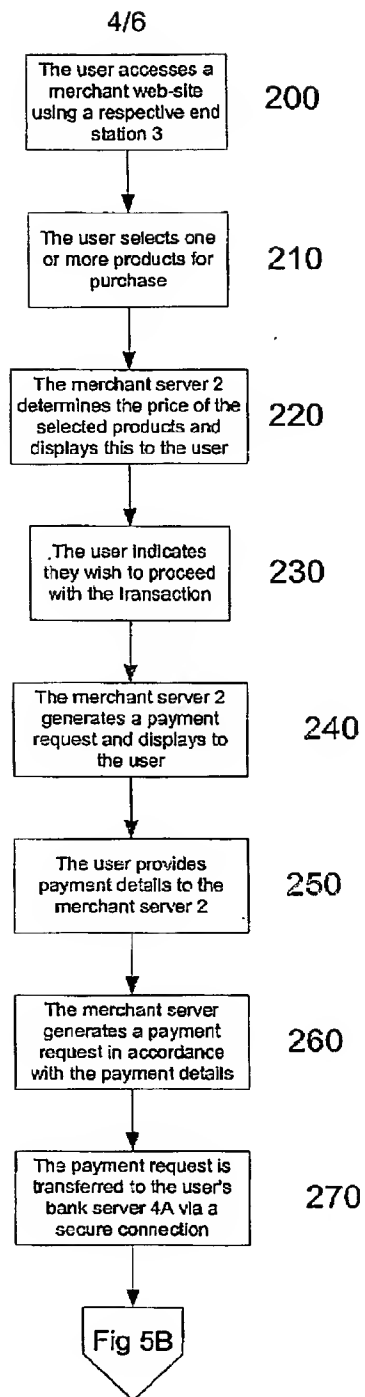 4/6
The user accesses a
merchant web-site
using a respective end
station 3
200
The user selects one
or more products for
purchase
210
The merchant server 2
determines the price of the
selected products and
displays this to the user
220
.The user indicates
they wish to proceed
with the transaction
230
The merchant server 2
generates a payment
request and displays to
the user
240
The user provides
payment details to the
merchant server 2
250
The merchant server
generates a payment
request in accordance
with the payment details
260
The payment request is
transferred to the user's
bank server 4A via a
secure connection
270
Fig 5B